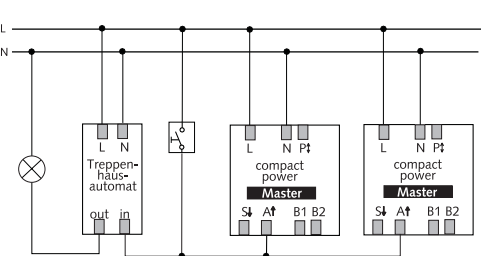 L
N
L N
Treppen-
haus-
automat
out in
L N P↕
compact
power
Master
S↓ A↑ B1 B2
L N P↕
compact
power
Master
S↓ A↑ B1 B2